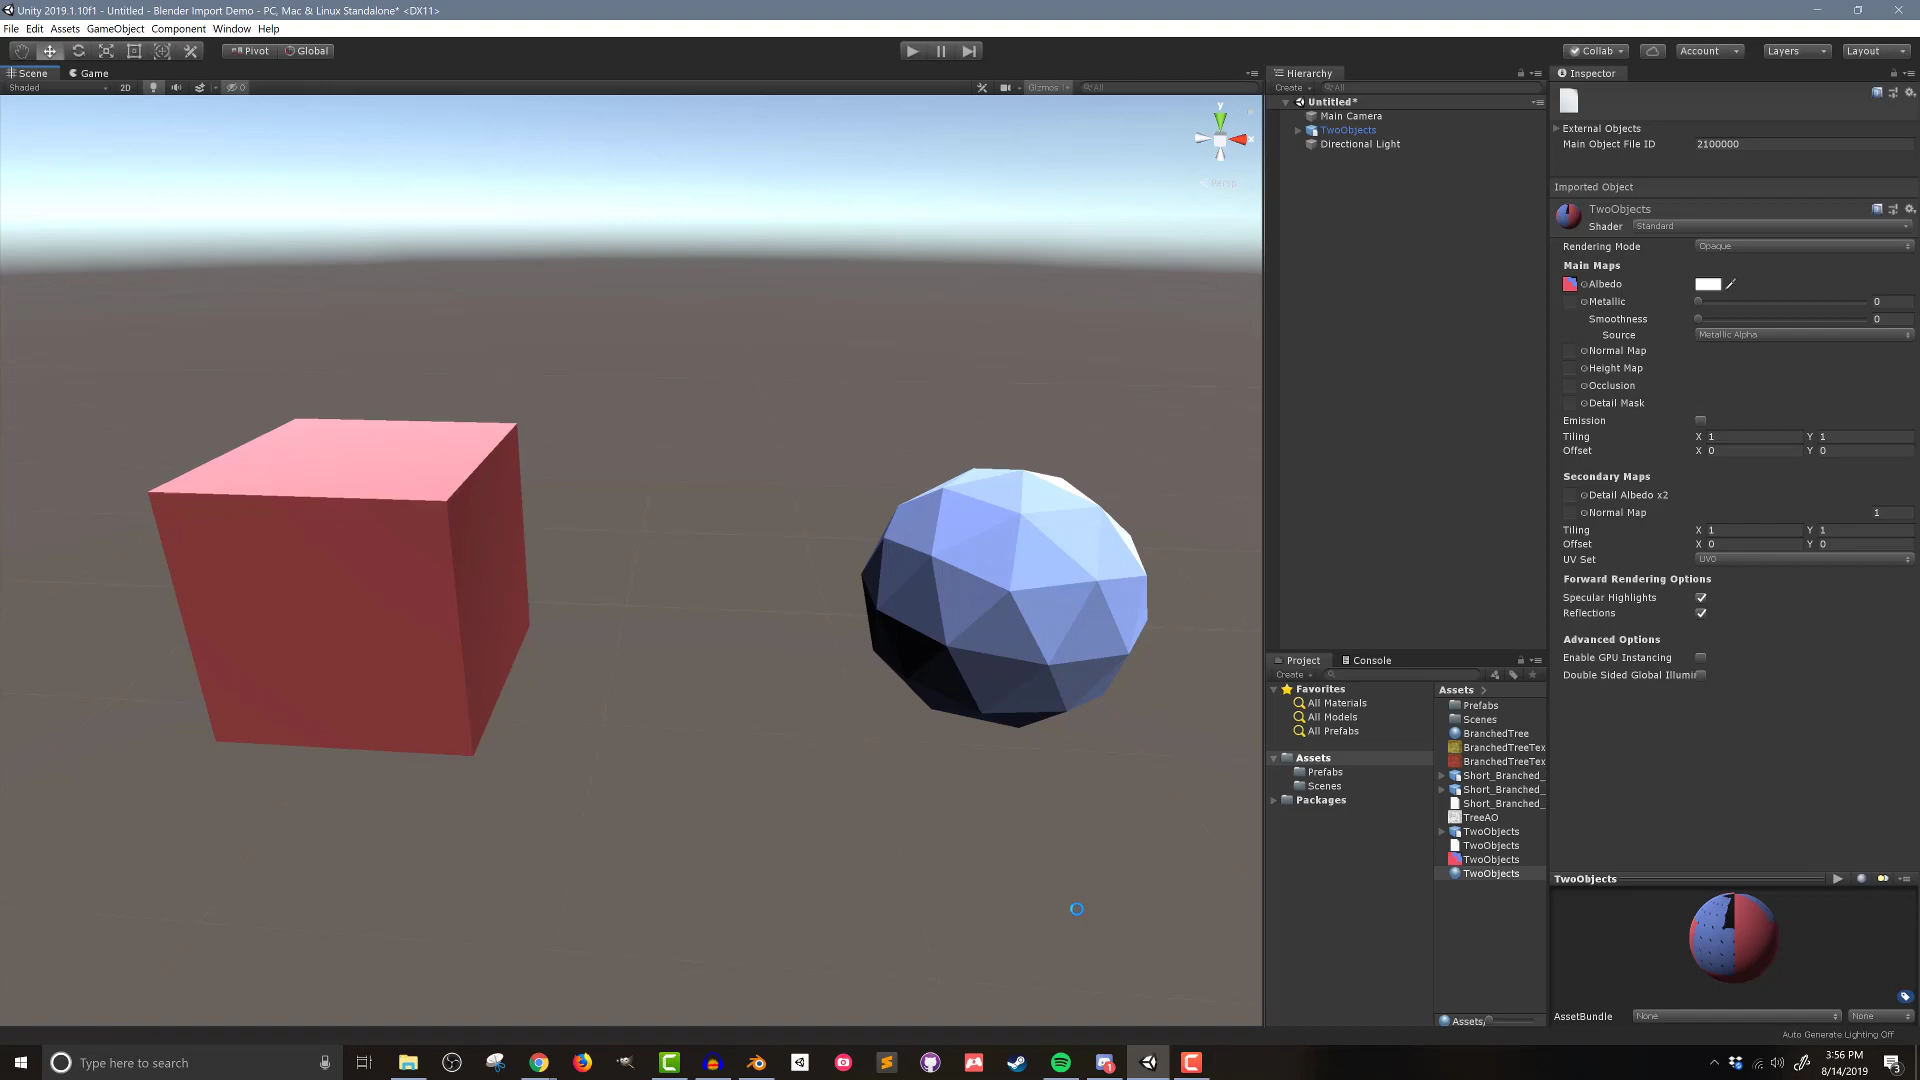 Unity 2019.1.10f1 - Untitled - Blender Import Demo - PC, Mac & Linux Standalone* <DX11>
File Edit Assets GameObject Component Window Help
Pivot Global
Collab Account Layers Layout
Scene Game
Shaded 2D 0 Gizmos All
y
x
Persp
Hierarchy
Create All
Untitled*
Main Camera
TwoObjects
Directional Light
Project Console
Create
Favorites
All Materials
All Models
All Prefabs
Assets
Prefabs
Scenes
Packages
Assets
Prefabs
Scenes
BranchedTree
BranchedTreeTex
BranchedTreeTex
Short_Branched_
Short_Branched_
Short_Branched_
TreeAO
TwoObjects
TwoObjects
TwoObjects
TwoObjects
Assets/
Inspector
External Objects
Main Object File ID 2100000
Imported Object
TwoObjects
Shader Standard
Rendering Mode Opaque
Main Maps
Albedo
Metallic 0
Smoothness 0
Source Metallic Alpha
Normal Map
Height Map
Occlusion
Detail Mask
Emission
Tiling X 1 Y 1
Offset X 0 Y 0
Secondary Maps
Detail Albedo x2
Normal Map 1
Tiling X 1 Y 1
Offset X 0 Y 0
UV Set UV0
Forward Rendering Options
Specular Highlights
Reflections
Advanced Options
Enable GPU Instancing
Double Sided Global Illumin
TwoObjects
AssetBundle None None
Auto Generate Lighting Off
Type here to search
3:56 PM
8/14/2019
1
3